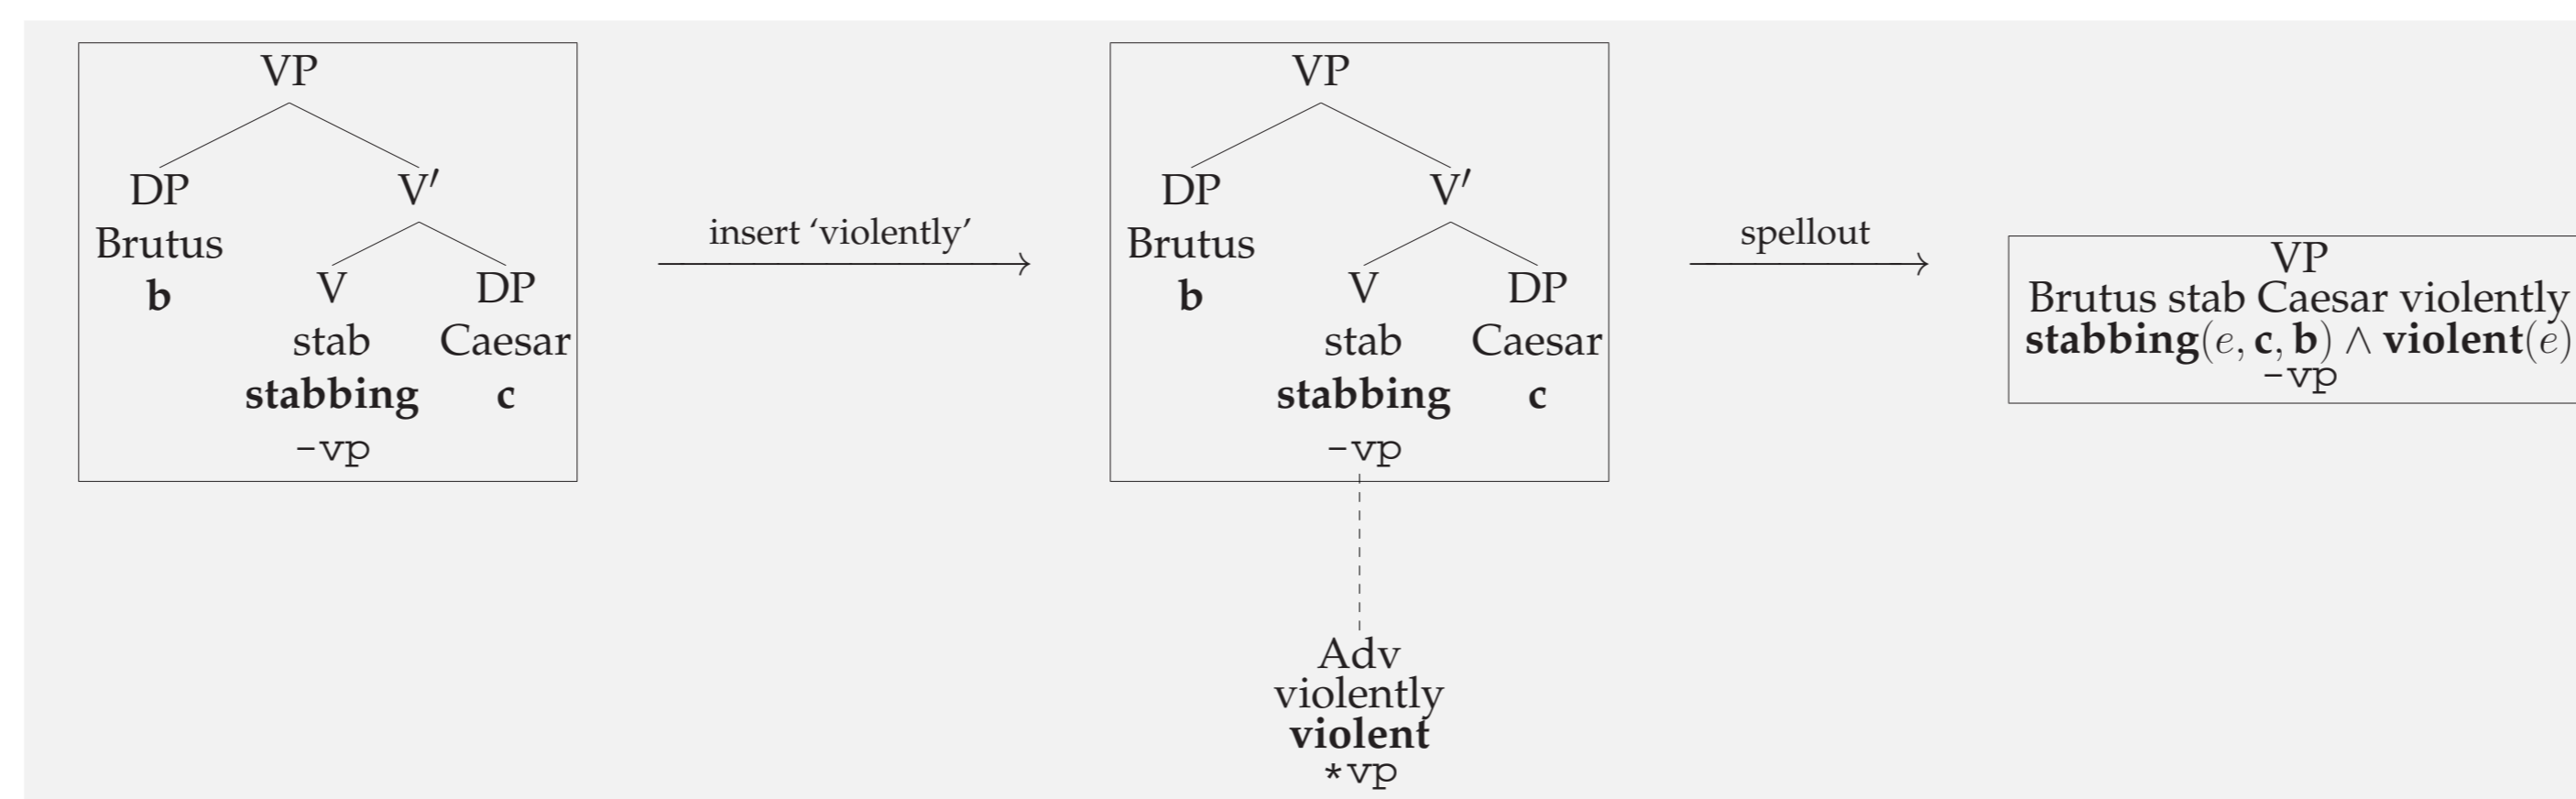 VP
DP V′
Brutus
b
V DP
stab Caesar
stabbing c
-vp
insert ‘violently’
VP
DP V′
Brutus
b
V DP
stab Caesar
stabbing c
-vp
Adv
violently
violent
*vp
spellout
VP
Brutus stab Caesar violently
stabbing(e, c, b) ∧ violent(e)
-vp